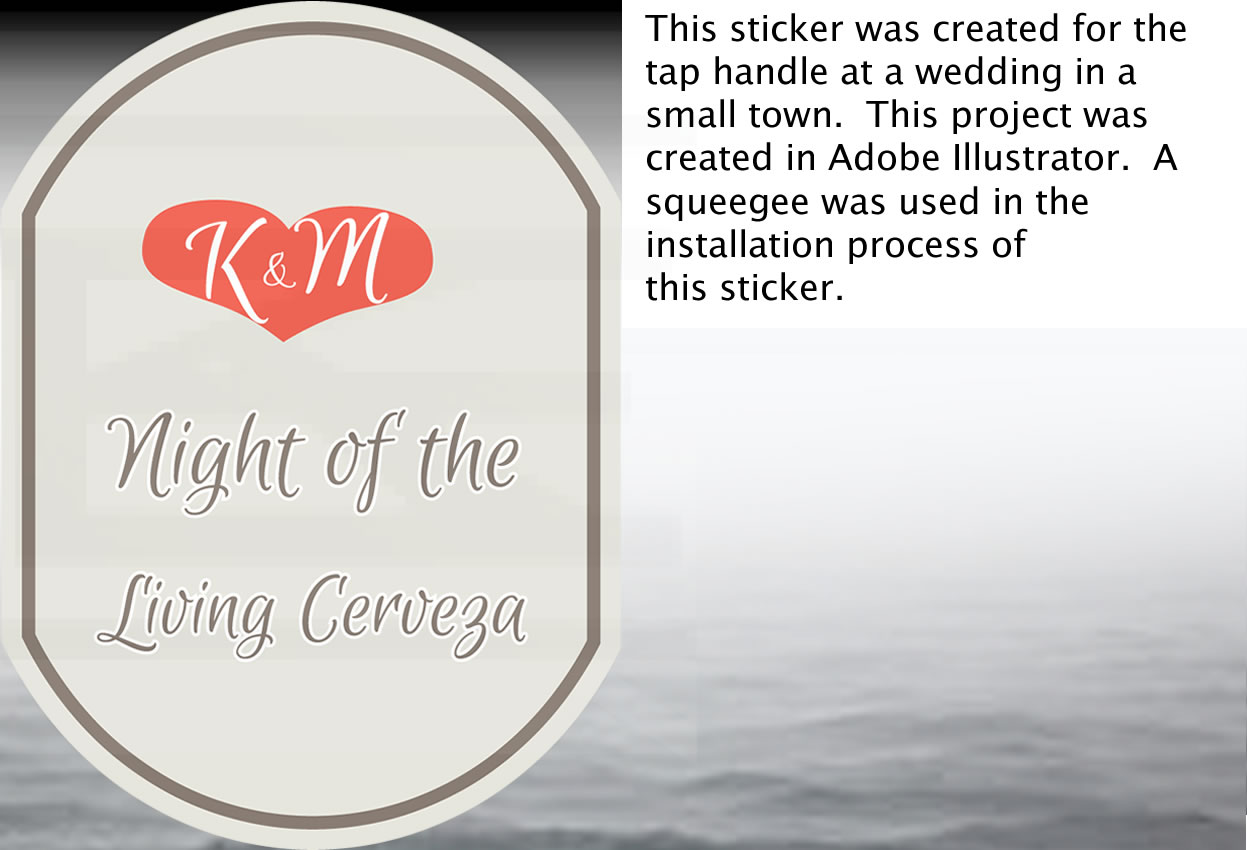 K & M
Night of the
Living Cerveza
This sticker was created for the
tap handle at a wedding in a
small town.  This project was
created in Adobe Illustrator.  A
squeegee was used in the
installation process of
this sticker.